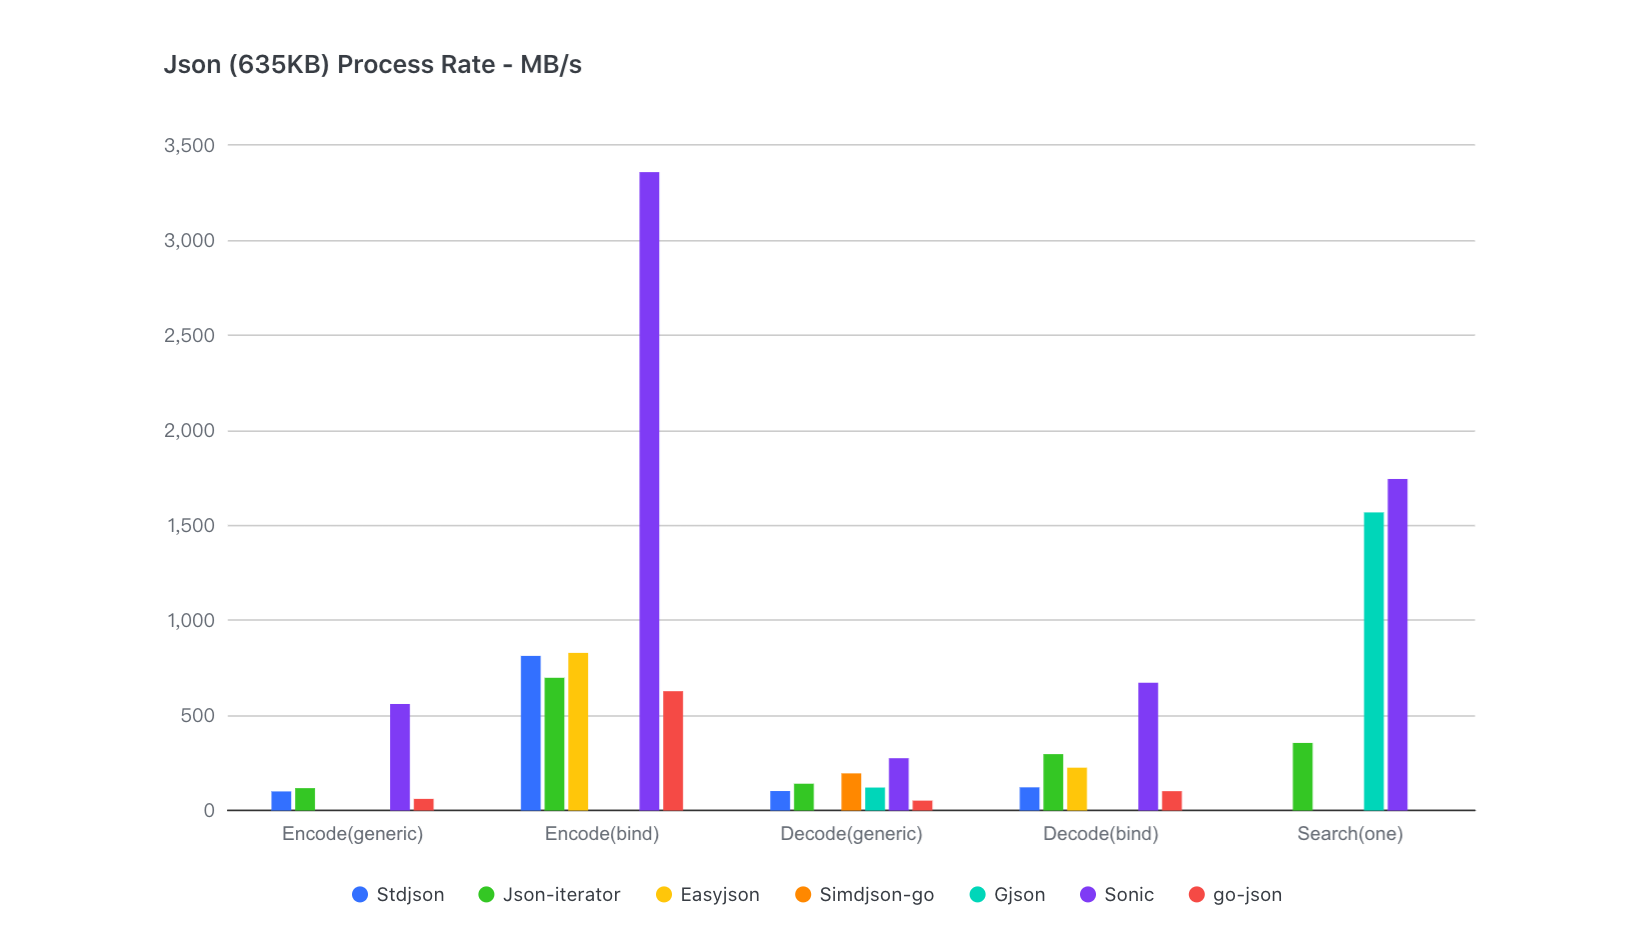 Json (635KB) Process Rate - MB/s
3,500
3,000
2,500
2,000
1,500
1,000
500
0
Encode(generic) Encode(bind) Decode(generic) Decode(bind) Search(one)
Stdjson Json-iterator Easyjson Simdjson-go Gjson Sonic go-json